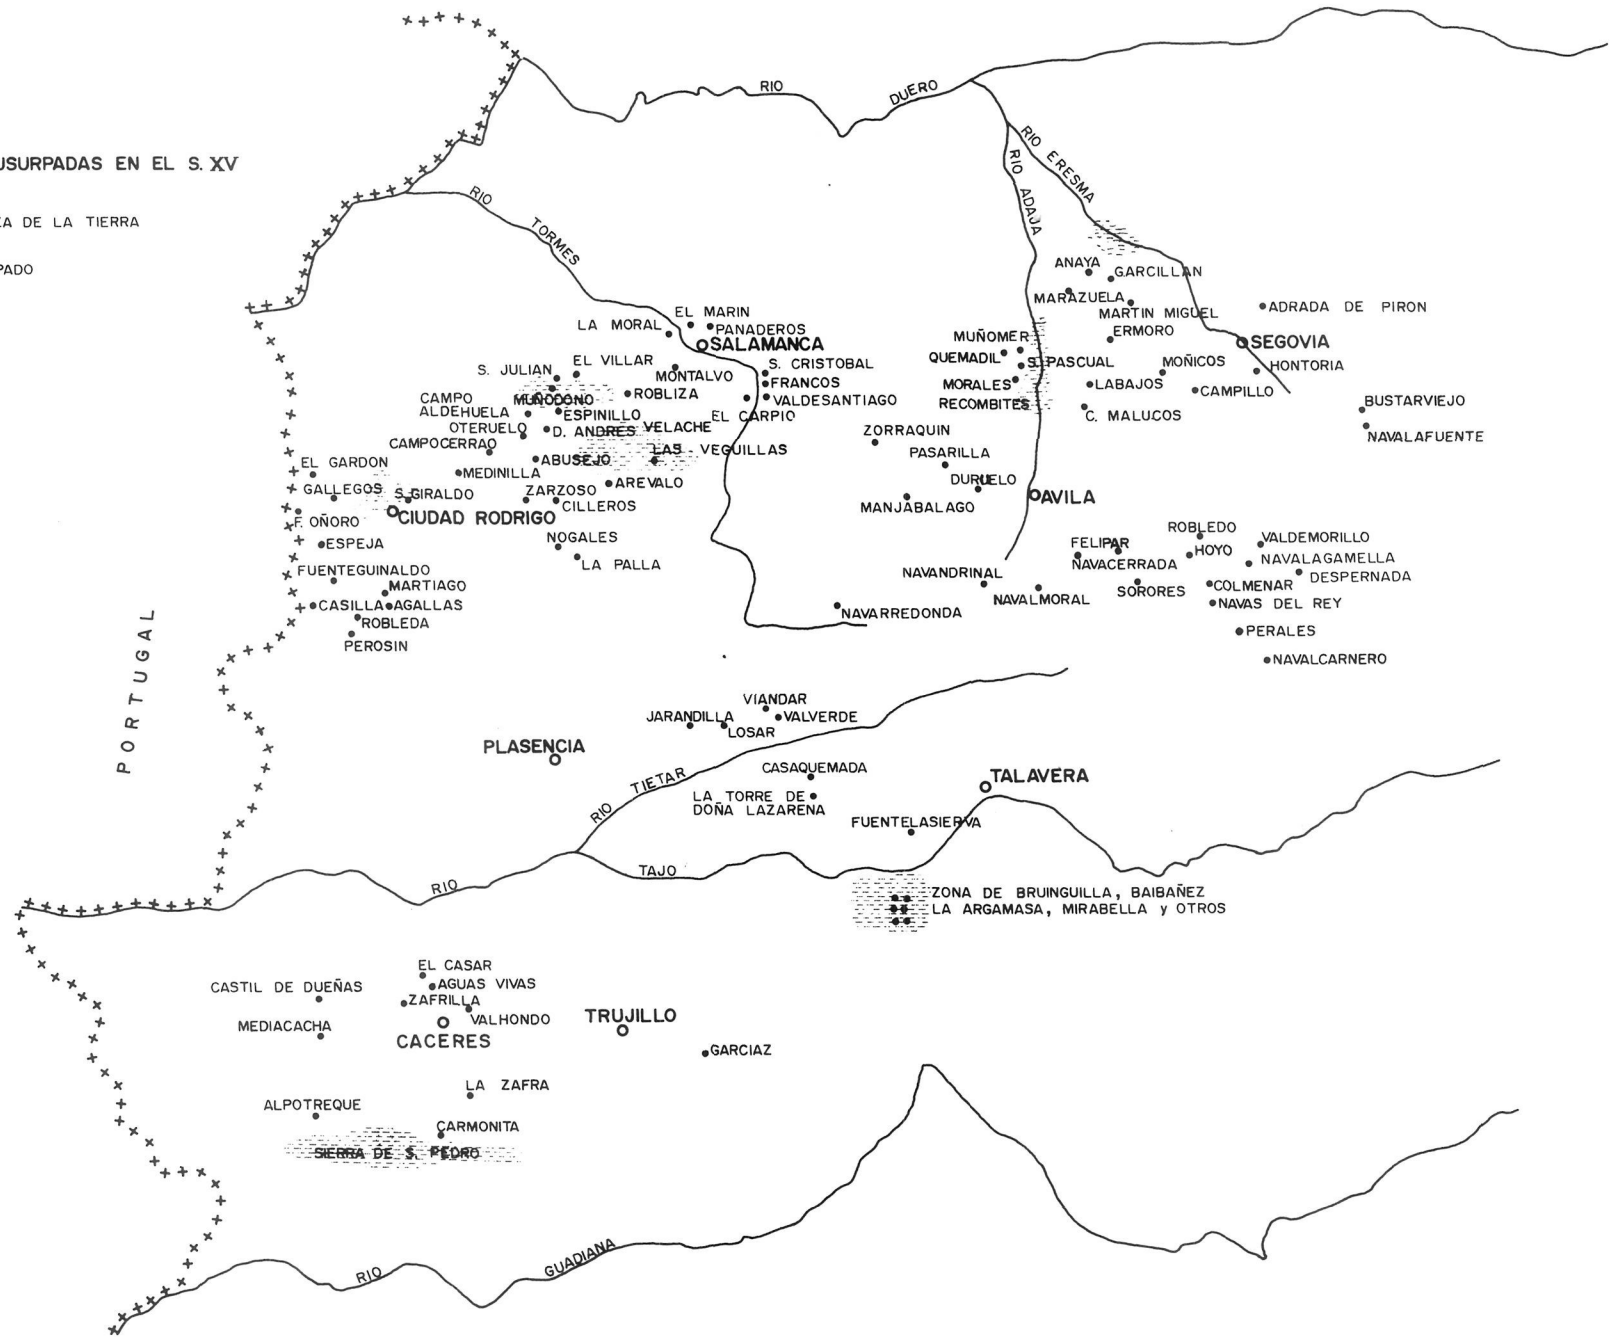 USURPADAS EN EL S. XV
DE LA TIERRA
RIO
DUERO
RIO ERESMA
RIO ADAJA
RIO
TORMES
ANAYA
GARCILLAN
MARAZUELA
MARTIN MIGUEL
ADRADA DE PIRON
ERMORO
SEGOVIA
EL MARIN
LA MORAL
PANADEROS
SALAMANCA
MUÑOMER
QUEMADIL
S. PASCUAL
MOÑICOS
HONTORIA
MORALES
LABAJOS
CAMPILLO
RECOMBITES
C. MALUCOS
BUSTARVIEJO
NAVALAFUENTE
S. JULIAN
EL VILLAR
MONTALVO
S. CRISTOBAL
FRANCOS
VALDESANTIAGO
EL CARPIO
CAMPO
MUÑODONO
ROBLIZA
ALDEHUELA
ESPINILLO
OTERUELO
D. ANDRES
VELACHE
CAMPOCERRAO
LAS VEGUILLAS
ABUSEJO
ZORRAQUIN
PASARILLA
DURUELO
MANJABALAGO
AVILA
EL GARDON
MEDINILLA
AREVALO
GALLEGOS
S. GIRALDO
ZARZOSO
CILLEROS
F. OÑORO
CIUDAD RODRIGO
ESPEJA
NOGALES
LA PALLA
FUENTEGUINALDO
MARTIAGO
CASILLA
AGALLAS
ROBLEDA
PEROSIN
ROBLEDO
VALDEMORILLO
FELIPAR
HOYO
NAVALAGAMELLA
NAVACERRADA
DESPERNADA
NAVANDRINAL
COLMENAR
NAVALMORAL
SORORES
NAVAS DEL REY
NAVARREDONDA
PERALES
NAVALCARNERO
PORTUGAL
VIANDAR
JARANDILLA
VALVERDE
LOSAR
PLASENCIA
RIO TIETAR
CASAQUEMADA
TALAVERA
LA TORRE DE
DOÑA LAZARENA
FUENTELASIERVA
RIO
TAJO
ZONA DE BRUINGUILLA, BAIBAÑEZ
LA ARGAMASA, MIRABELLA y OTROS
EL CASAR
CASTIL DE DUEÑAS
AGUAS VIVAS
ZAFRILLA
MEDIACACHA
VALHONDO
TRUJILLO
CACERES
GARCIAZ
LA ZAFRA
ALPOTREQUE
CARMONITA
SIERRA DE S. PEDRO
RIO
GUADIANA